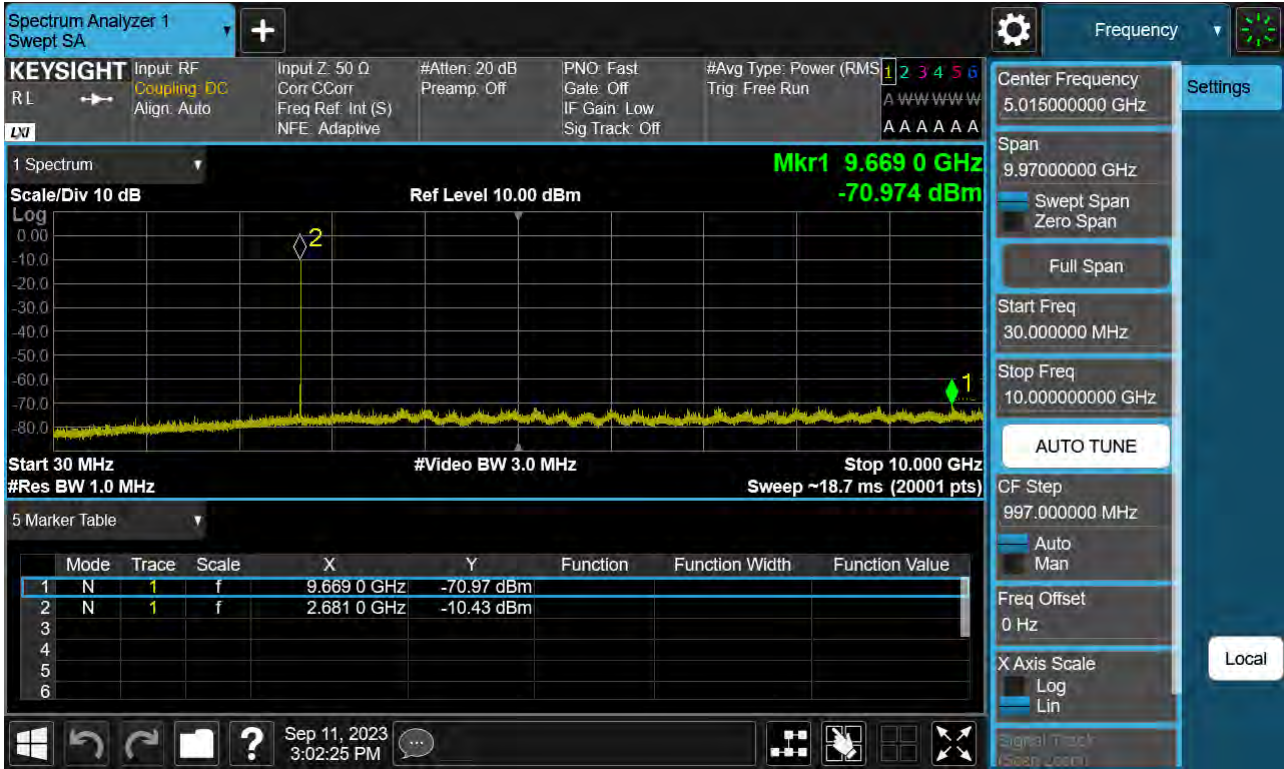 Spectrum Analyzer 1
Swept SA
Frequency
KEYSIGHT
RL
LXI
Input: RF
Coupling: DC
Align: Auto
Input Z: 50 Ω
Corr CCorr
Freq Ref: Int (S)
NFE: Adaptive
#Atten: 20 dB
Preamp: Off
PNO: Fast
Gate: Off
IF Gain: Low
Sig Track: Off
#Avg Type: Power (RMS
Trig: Free Run
1 2 3 4 5 6
A W W W W W
A A A A A A
1 Spectrum
Scale/Div 10 dB
Ref Level 10.00 dBm
Mkr1 9.669 0 GHz
-70.974 dBm
Log
0.00
-10.0
-20.0
-30.0
-40.0
-50.0
-60.0
-70.0
-80.0
2
1
Start 30 MHz
#Video BW 3.0 MHz
Stop 10.000 GHz
#Res BW 1.0 MHz
Sweep ~18.7 ms (20001 pts)
5 Marker Table
Mode Trace Scale X Y Function Function Width Function Value
1 N 1 f 9.669 0 GHz -70.97 dBm
2 N 1 f 2.681 0 GHz -10.43 dBm
3
4
5
6
Sep 11, 2023
3:02:25 PM
Center Frequency
5.015000000 GHz
Span
9.97000000 GHz
Swept Span
Zero Span
Full Span
Start Freq
30.000000 MHz
Stop Freq
10.000000000 GHz
AUTO TUNE
CF Step
997.000000 MHz
Auto
Man
Freq Offset
0 Hz
X Axis Scale
Log
Lin
Signal Track
(Span Zoom)
Settings
Local